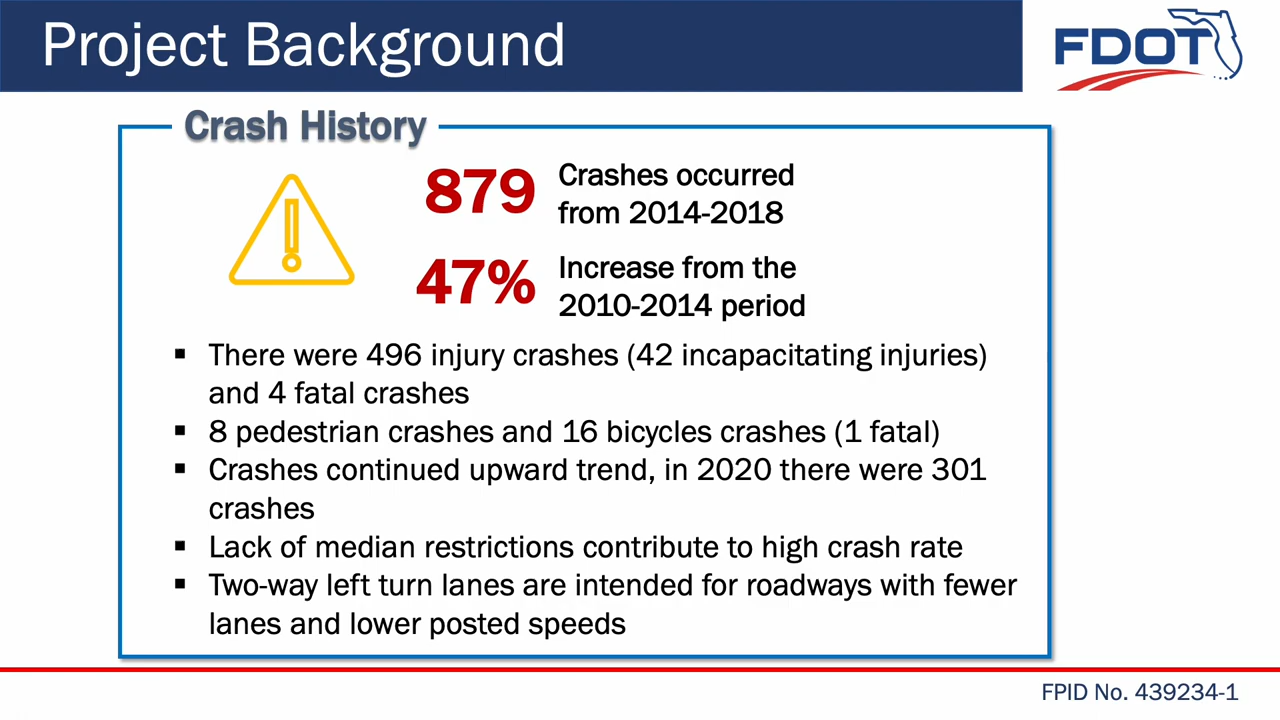 Project Background
FDOT
Crash History
879
Crashes occurred
from 2014-2018
47%
Increase from the
2010-2014 period
▪ There were 496 injury crashes (42 incapacitating injuries)
and 4 fatal crashes
▪ 8 pedestrian crashes and 16 bicycles crashes (1 fatal)
▪ Crashes continued upward trend, in 2020 there were 301
crashes
▪ Lack of median restrictions contribute to high crash rate
▪ Two-way left turn lanes are intended for roadways with fewer
lanes and lower posted speeds
FPID No. 439234-1